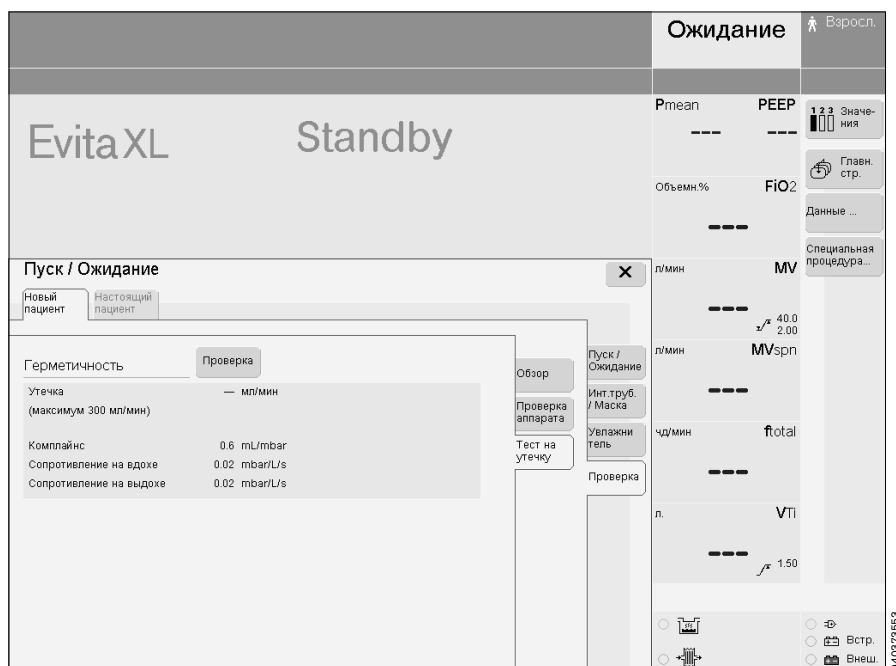 Ожидание
Взросл.
Evita XL
Standby
Pmean PEEP
--- ---
1 2 3 Значе-
ния
Главн.
стр.
Объемн.% FiO2
---
Данные ...
Специальная
процедура...
Пуск / Ожидание
X
Новый
пациент
Настоящий
пациент
л/мин MV
---
40.0
2.00
Герметичность
Проверка
Утечка — мл/мин
(максимум 300 мл/мин)
Комплайнс 0.6 mL/mbar
Сопротивление на вдохе 0.02 mbar/L/s
Сопротивление на выдохе 0.02 mbar/L/s
Обзор
Проверка
аппарата
Тест на
утечку
Пуск /
Ожидание
Инт.труб.
/ Маска
Увлажни
тель
Проверка
л/мин MVspn
---
чд/мин ftotal
---
л. VTi
---
1.50
Встр.
Внеш.